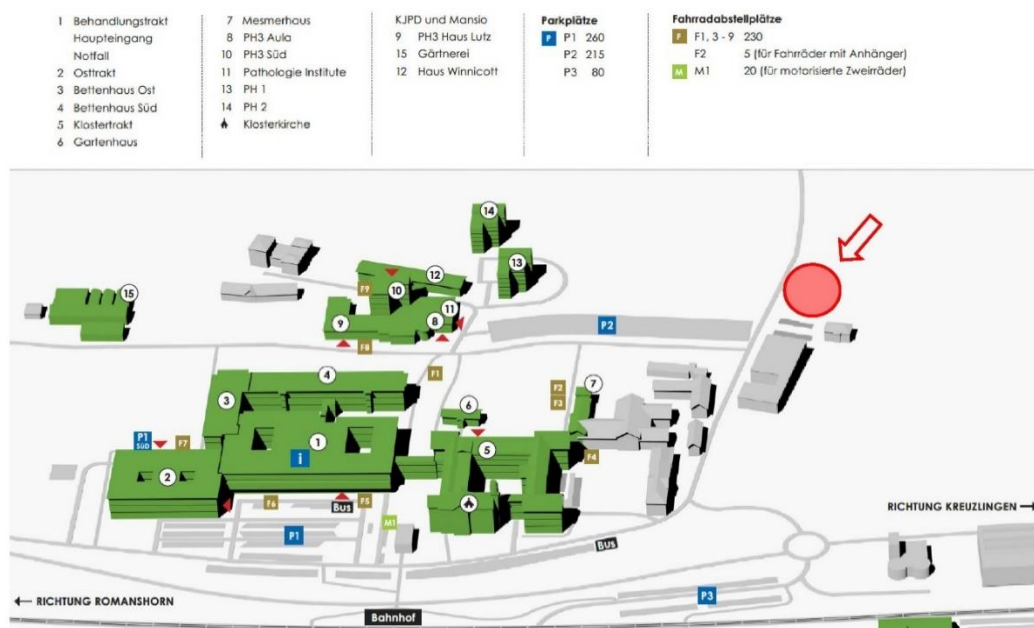 1 Behandlungstrakt
Haupteingang
Notfall
2 Osttrakt
3 Bettenhaus Ost
4 Bettenhaus Süd
5 Klostertrakt
6 Gartenhaus
7 Mesmerhaus
8 PH3 Aula
10 PH3 Süd
11 Pathologie Institute
13 PH 1
14 PH 2
Klosterkirche
KJPD und Mansio
9 PH3 Haus Lutz
15 Gärtnerei
12 Haus Winnicott
Parkplätze
P P1 260
P2 215
P3 80
Fahrradabstellplätze
F F1, 3 - 9 230
F2 5 (für Fahrräder mit Anhänger)
M M1 20 (für motorisierte Zweiräder)
14
13
12
F9
10
15
11
9
8
P2
F8
4
F1
7
F2
3
F3
6
1
P1
SÜD
F7
5
i
F4
2
F6
F5
Bus
M1
RICHTUNG KREUZLINGEN
P1
Bus
RICHTUNG ROMANSHORN
P3
Bahnhof